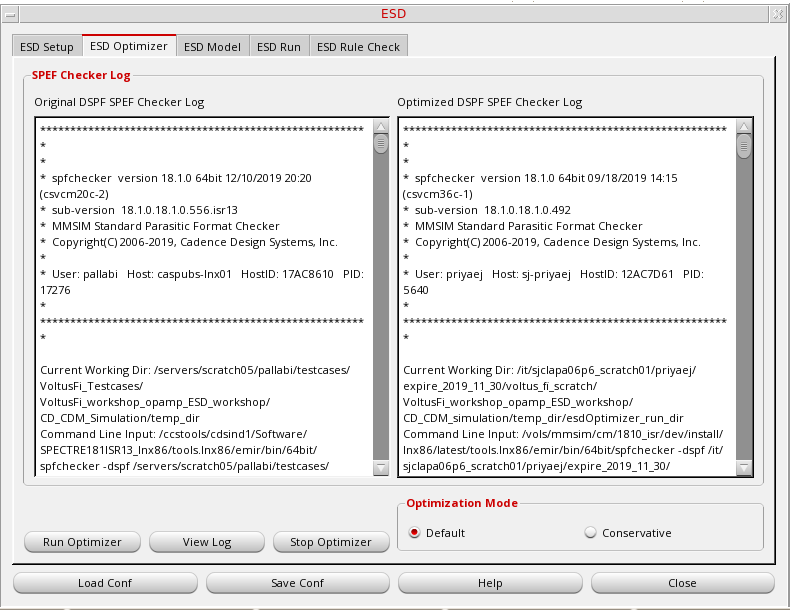 ESD
ESD Setup
ESD Optimizer
ESD Model
ESD Run
ESD Rule Check
SPEF Checker Log
Original DSPF SPEF Checker Log
******************************************************
*
*
* spfchecker version 18.1.0 64bit 12/10/2019 20:20
(csvcm20c-2)
* sub-version 18.1.0.18.1.0.556.isr13
* MMSIM Standard Parasitic Format Checker
* Copyright(C) 2006-2019, Cadence Design Systems, Inc.
*
* User: pallabi Host: caspubs-lnx01 HostID: 17AC8610 PID:
17276
*
******************************************************
*
Current Working Dir: /servers/scratch05/pallabi/testcases/
VoltusFi_Testcases/
VoltusFi_workshop_opamp_ESD_workshop/
CD_CDM_Simulation/temp_dir
Command Line Input: /ccstools/cdsind1/Software/
SPECTRE181ISR13_lnx86/tools.lnx86/emir/bin/64bit/
spfchecker -dspf /servers/scratch05/pallabi/testcases/
Optimized DSPF SPEF Checker Log
******************************************************
*
*
* spfchecker version 18.1.0 64bit 09/18/2019 14:15
(csvcm36c-1)
* sub-version 18.1.0.18.1.0.492
* MMSIM Standard Parasitic Format Checker
* Copyright(C) 2006-2019, Cadence Design Systems, Inc.
*
* User: priyaej Host: sj-priyaej HostID: 12AC7D61 PID:
5640
*
******************************************************
*
Current Working Dir: /it/sjclapa06p6_scratch01/priyaej/
expire_2019_11_30/voltus_fi_scratch/
VoltusFi_workshop_opamp_ESD_workshop/
CD_CDM_simulation/temp_dir/esdOptimizer_run_dir
Command Line Input: /vols/mmsim/cm/1810_isr/dev/install/
lnx86/latest/tools.lnx86/emir/bin/64bit/spfchecker -dspf /it/
sjclapa06p6_scratch01/priyaej/expire_2019_11_30/
Run Optimizer
View Log
Stop Optimizer
Optimization Mode
Default
Conservative
Load Conf
Save Conf
Help
Close